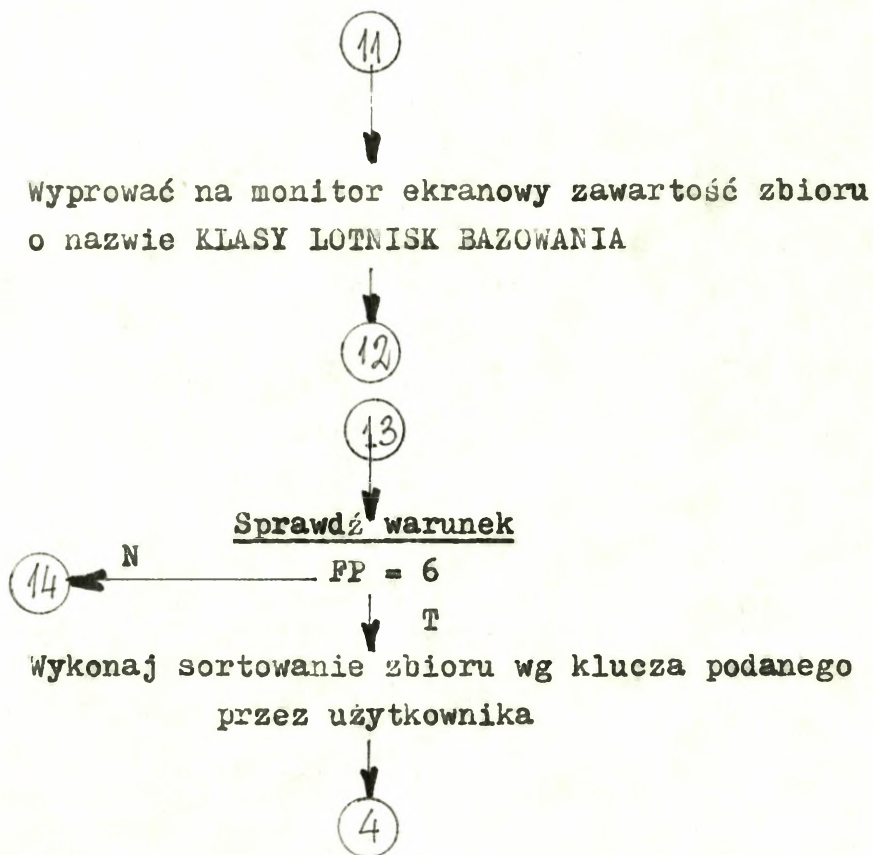 11
Wyprować na monitor ekranowy zawartość zbioru
o nazwie KLASY LOTNISK BAZOWANIA
12
13
Sprawdź warunek
14 N FP = 6
T
Wykonaj sortowanie zbioru wg klucza podanego
przez użytkownika
4